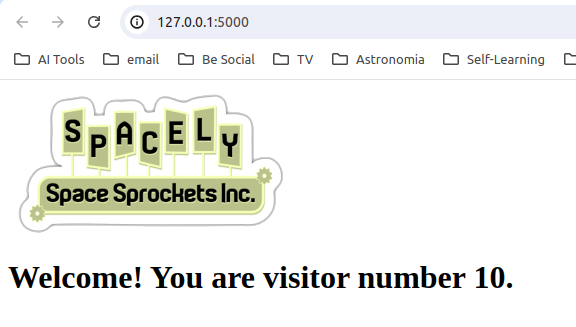 127.0.0.1:5000
AI Tools email Be Social TV Astronomia Self-Learning
SPACELY
Space Sprockets Inc.
Welcome! You are visitor number 10.